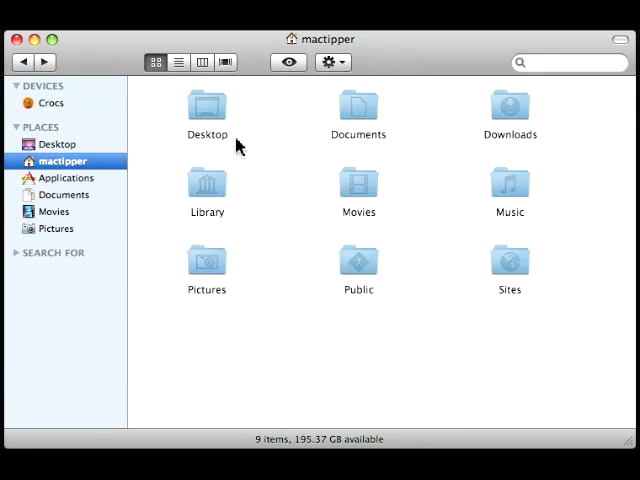 mactipper
DEVICES
Crocs
PLACES
Desktop
mactipper
Applications
Documents
Movies
Pictures
SEARCH FOR
Desktop Documents Downloads
Library Movies Music
Pictures Public Sites
9 items, 195.37 GB available